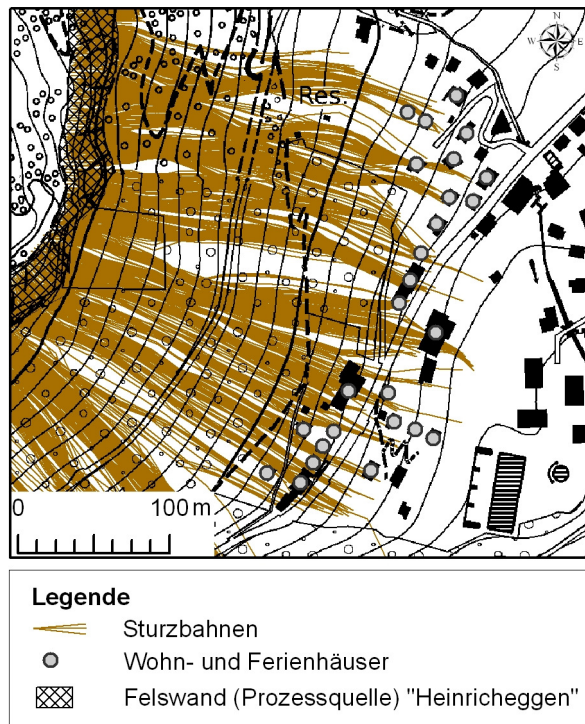 N
W E
S
Res.
0 100 m
Legende
Sturzbahnen
Wohn- und Ferienhäuser
Felswand (Prozessquelle) "Heinricheggen"